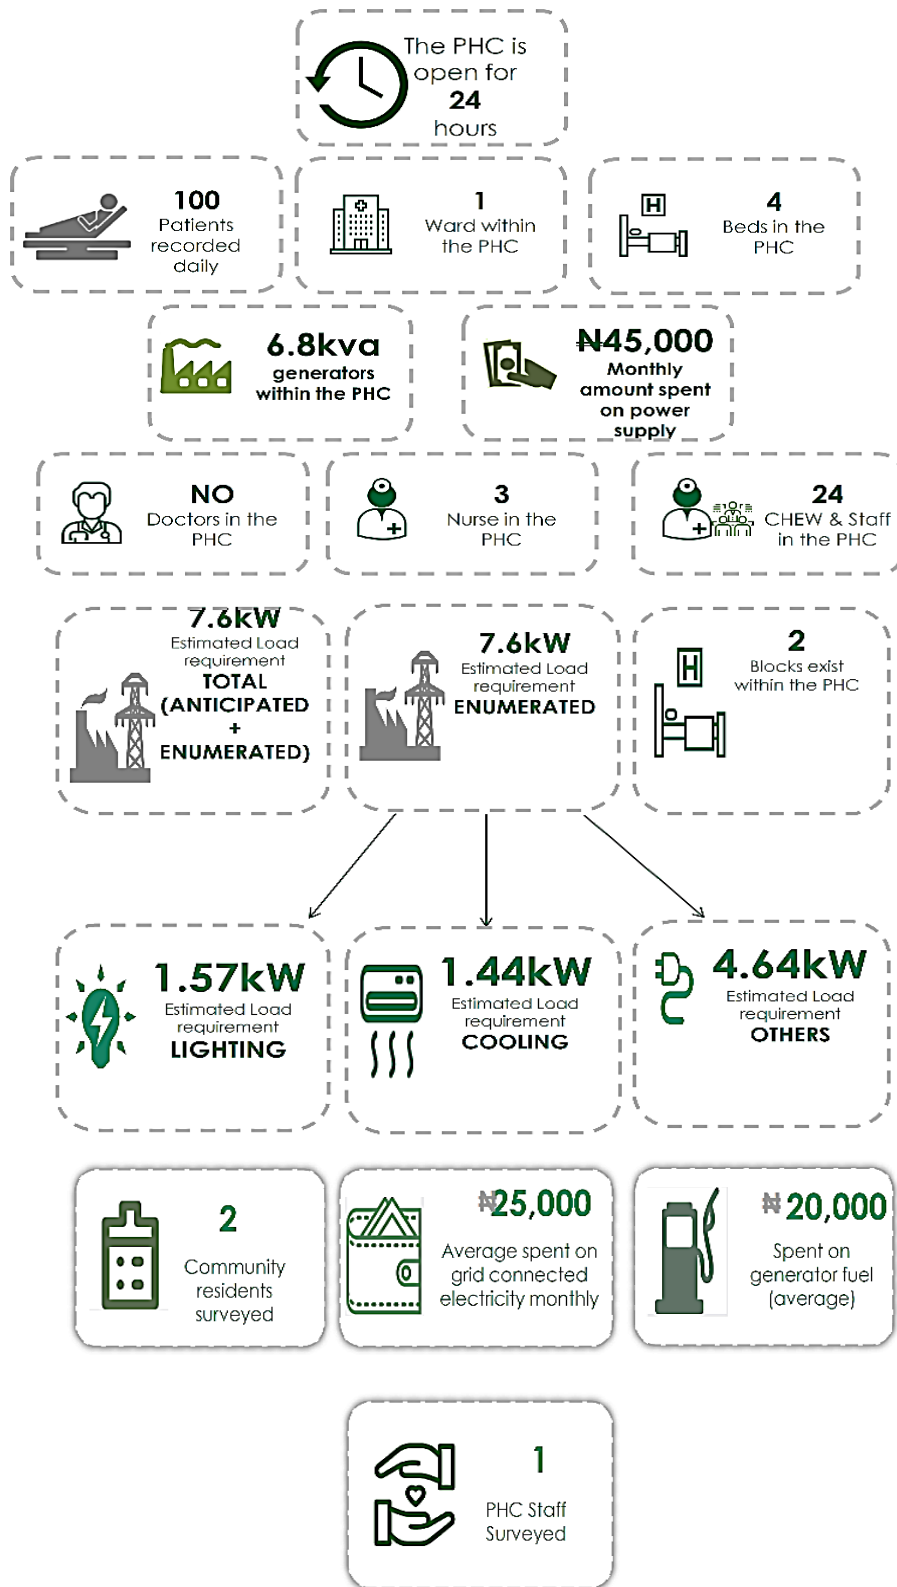 The PHC is
open for
24
hours
100
Patients
recorded
daily
1
Ward within
the PHC
H
4
Beds in the
PHC
6.8kva
generators
within the PHC
₦45,000
Monthly
amount spent
on power
supply
NO
Doctors in the
PHC
3
Nurse in the
PHC
24
CHEW & Staff
in the PHC
7.6kW
Estimated Load
requirement
TOTAL
(ANTICIPATED
+
ENUMERATED)
7.6kW
Estimated Load
requirement
ENUMERATED
H
2
Blocks exist
within the PHC
1.57kW
Estimated Load
requirement
LIGHTING
1.44kW
Estimated Load
requirement
COOLING
4.64kW
Estimated Load
requirement
OTHERS
2
Community
residents
surveyed
₦25,000
Average spent on
grid connected
electricity monthly
₦ 20,000
Spent on
generator fuel
(average)
1
PHC Staff
Surveyed